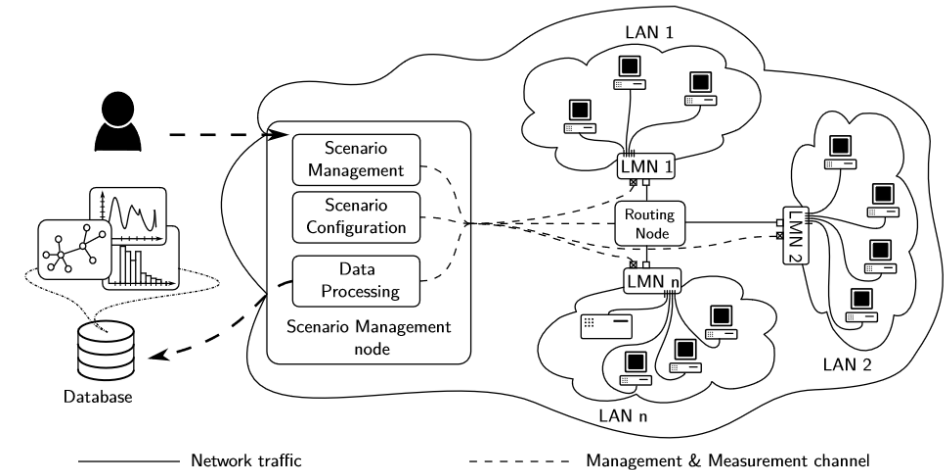 LAN 1
Scenario
Management
Scenario
Configuration
Data
Processing
Scenario Management
node
LMN 1
Routing
Node
LMN 2
LMN n
LAN 2
LAN n
Database
Network traffic
Management & Measurement channel